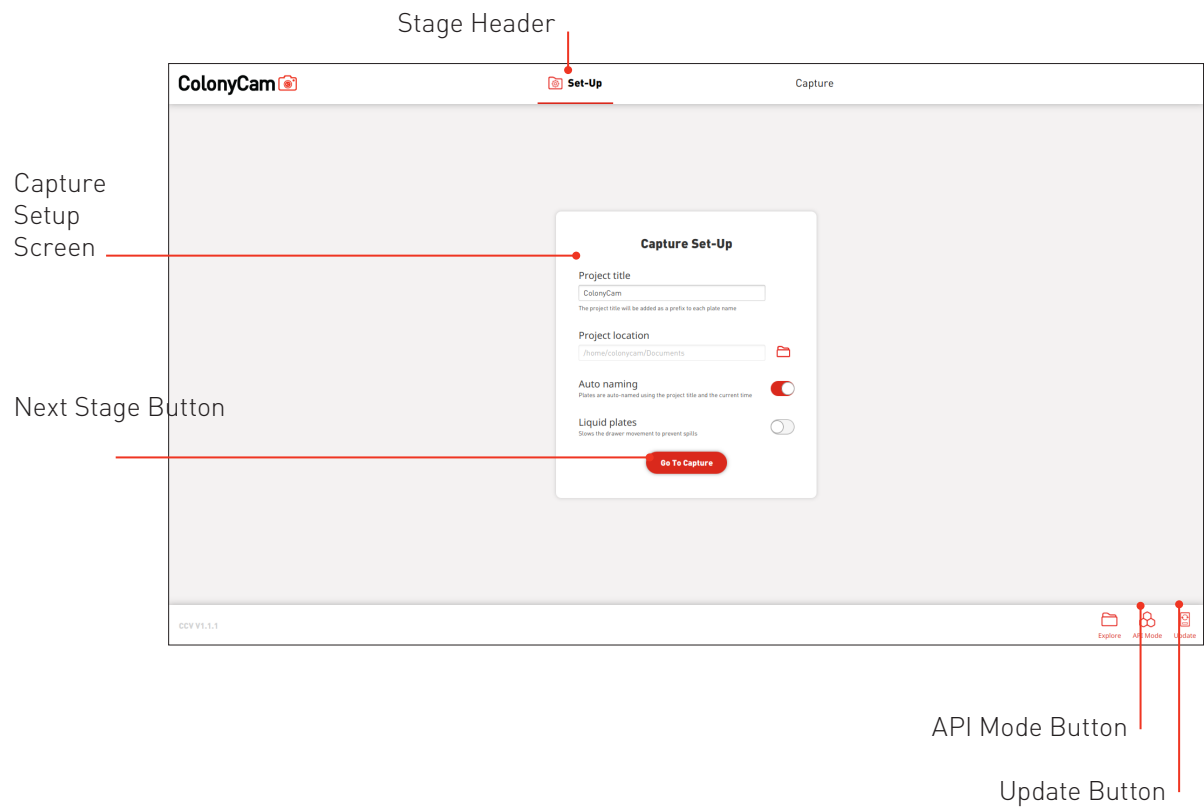 Stage Header
ColonyCam
Set-Up
Capture
Capture
Setup
Screen
Capture Set-Up
Project title
ColonyCam
The project title will be added as a prefix to each plate name
Project location
/home/colonycam/Documents
Auto naming
Plates are auto-named using the project title and the current time
Next Stage Button
Liquid plates
Slows the drawer movement to prevent spills
Go To Capture
CCV V1.1.1
Explore
API Mode
Update
API Mode Button
Update Button